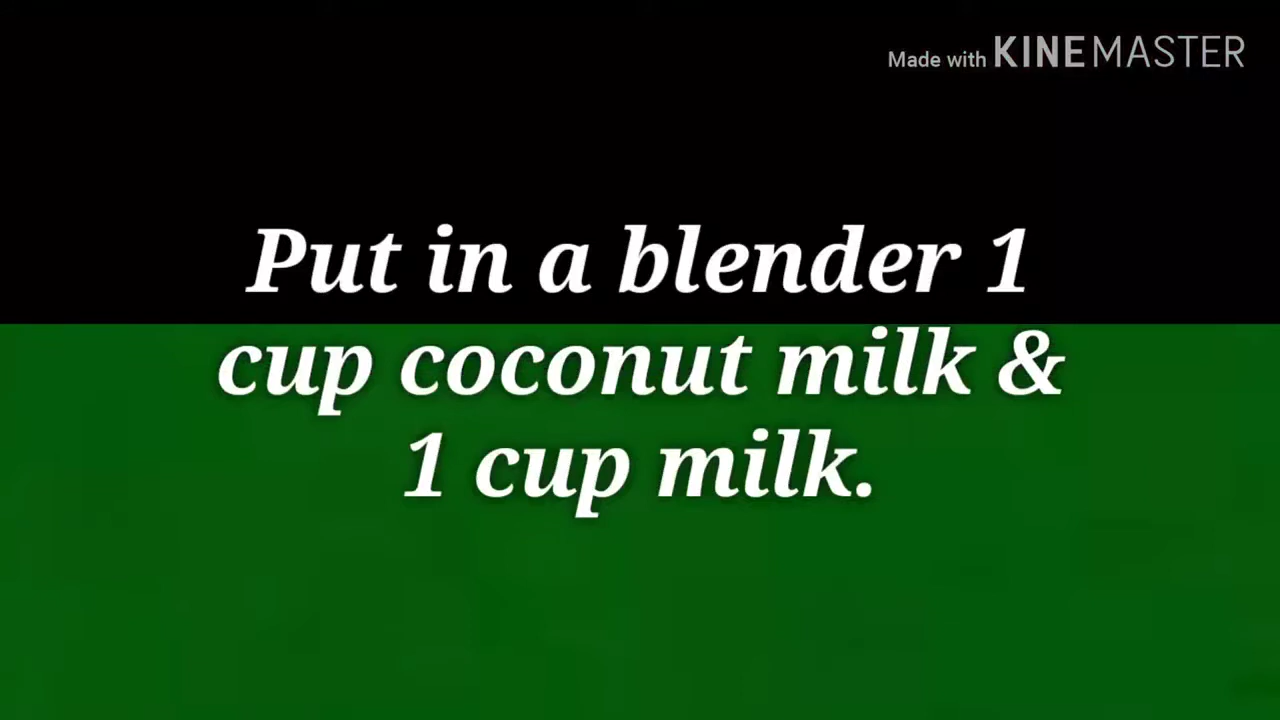 Made with KINEMASTER
Put in a blender 1
cup coconut milk &
1 cup milk.